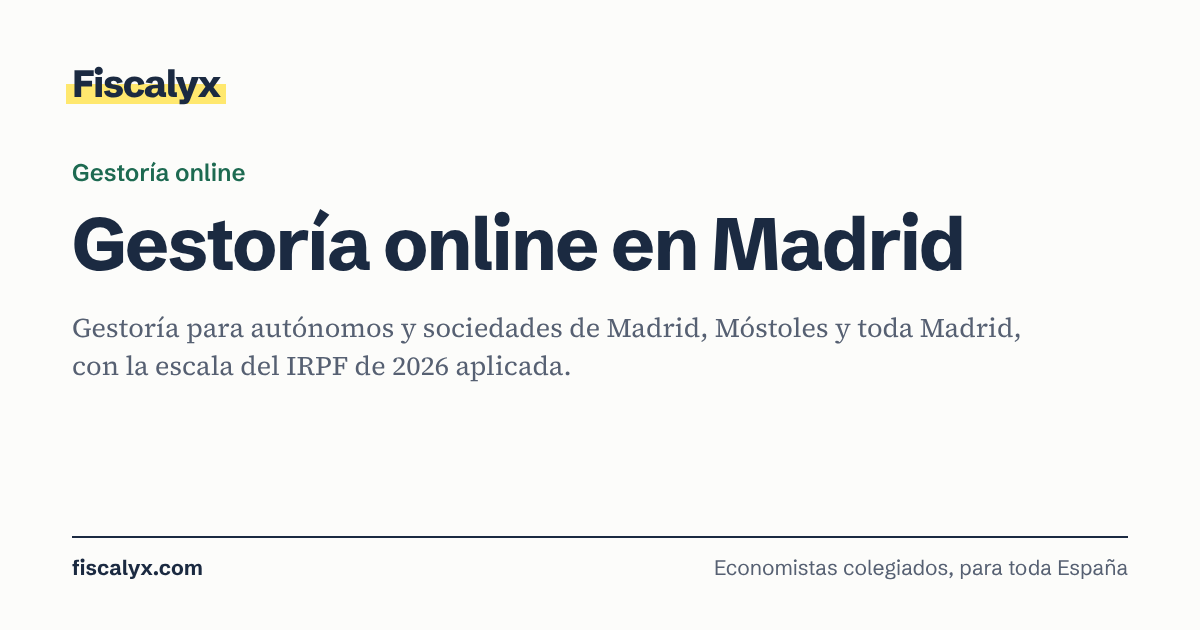 Fiscalyx
Gestoría online
Gestoría online en Madrid
Gestoría para autónomos y sociedades de Madrid, Móstoles y toda Madrid,
con la escala del IRPF de 2026 aplicada.
fiscalyx.com
Economistas colegiados, para toda España